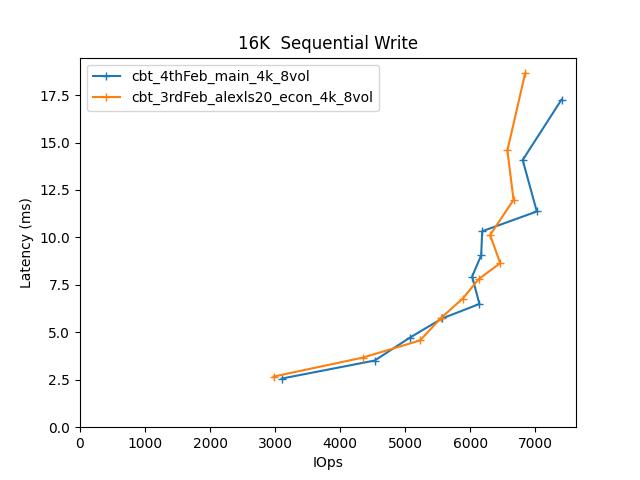 16K  Sequential Write
cbt_4thFeb_main_4k_8vol
cbt_3rdFeb_alexls20_econ_4k_8vol
Latency (ms)
17.5
15.0
12.5
10.0
7.5
5.0
2.5
0.0
0 1000 2000 3000 4000 5000 6000 7000
IOps